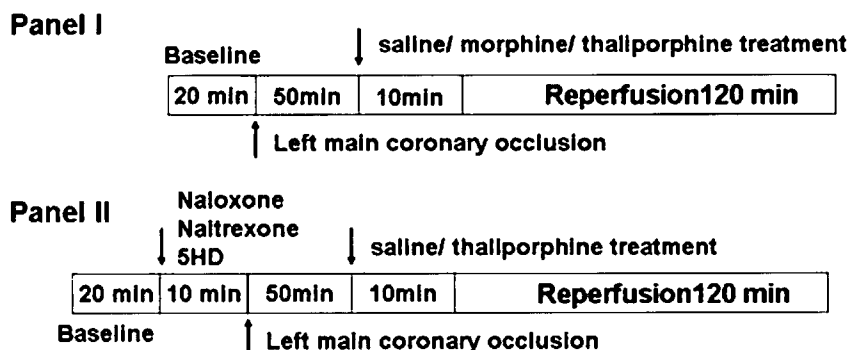 Panel I
saline/ morphine/ thaliporphine treatment
Baseline
20 min 50min 10min Reperfusion120 min
Left main coronary occlusion
Naloxone
Panel II
Naltrexone
5HD
saline/ thaliporphine treatment
20 min 10 min 50min 10min Reperfusion120 min
Baseline
Left main coronary occlusion